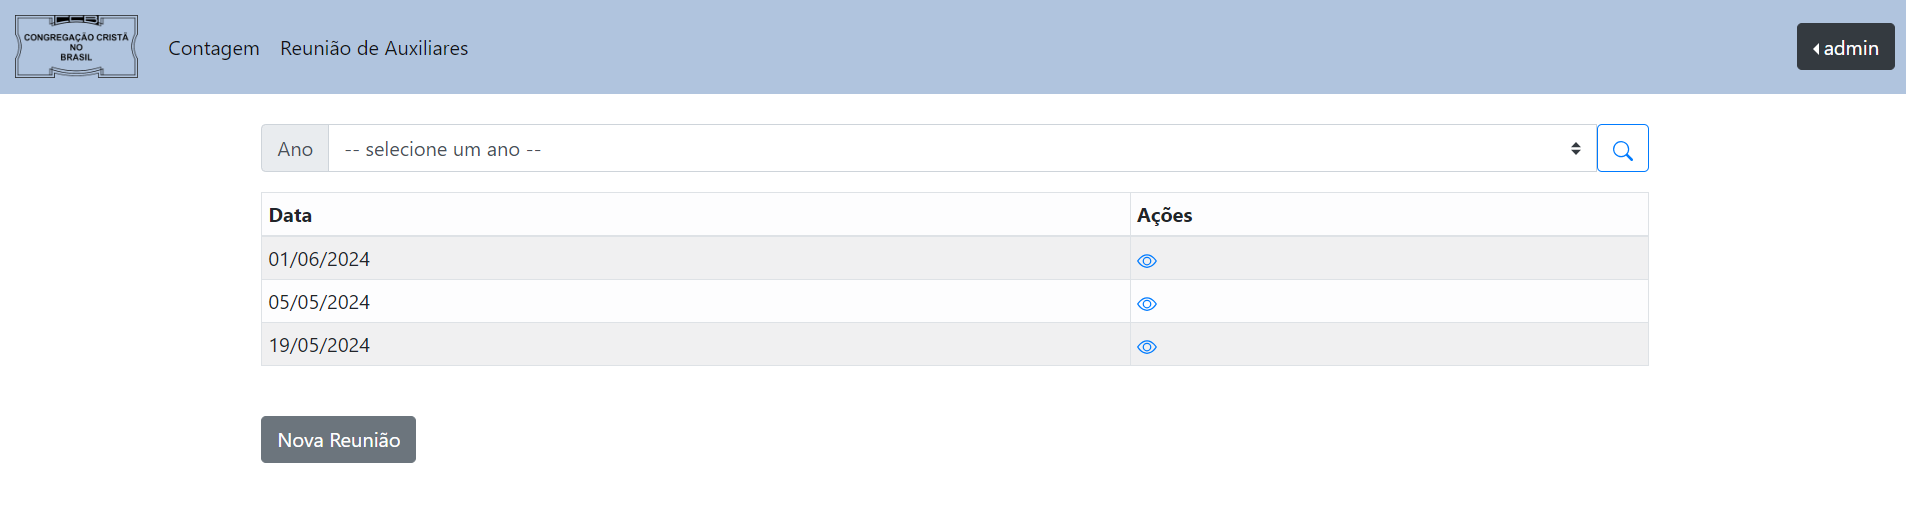 CCB
CONGREGAÇÃO CRISTÃ
NO
BRASIL
Contagem
Reunião de Auxiliares
admin
Ano
-- selecione um ano --
Data
Ações
01/06/2024
05/05/2024
19/05/2024
Nova Reunião